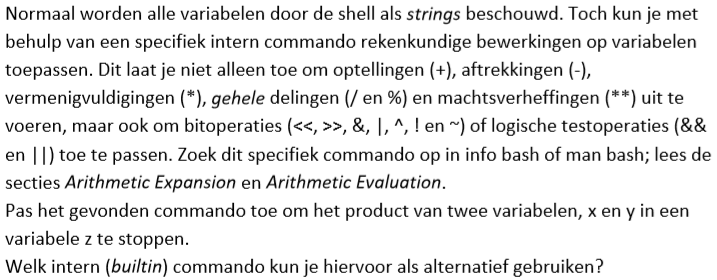 Normaal worden alle variabelen door de shell als strings beschouwd. Toch kun je met
behulp van een specifiek intern commando rekenkundige bewerkingen op variabelen
toepassen. Dit laat je niet alleen toe om optellingen (+), aftrekkingen (-),
vermenigvuldigingen (*), gehele delingen (/ en %) en machtsverheffingen (**) uit te
voeren, maar ook om bitoperaties (<<, >>, &, |, ^, ! en ~) of logische testoperaties (&&
en ||) toe te passen. Zoek dit specifiek commando op in info bash of man bash; lees de
secties Arithmetic Expansion en Arithmetic Evaluation.
Pas het gevonden commando toe om het product van twee variabelen, x en y in een
variabele z te stoppen.
Welk intern (builtin) commando kun je hiervoor als alternatief gebruiken?